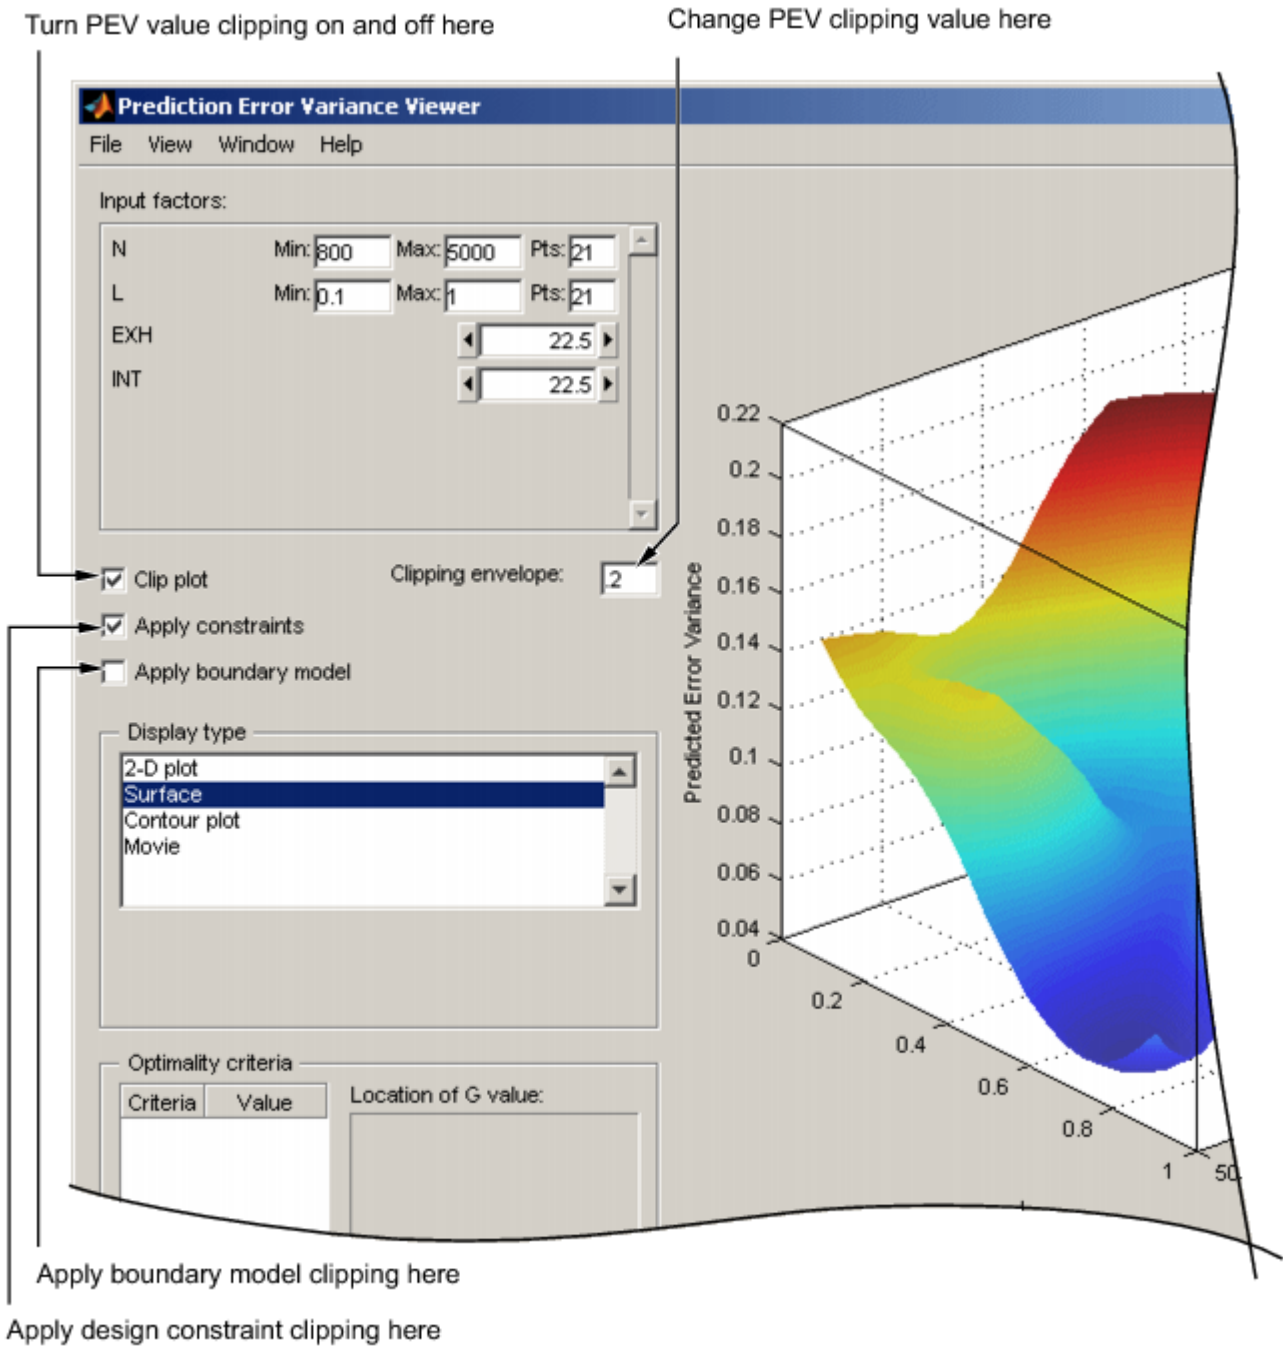 Turn PEV value clipping on and off here
Change PEV clipping value here
Prediction Error Variance Viewer
File View Window Help
Input factors:
N Min: 800 Max: 5000 Pts: 21
L Min: 0.1 Max: 1 Pts: 21
EXH 22.5
INT 22.5
Clip plot Clipping envelope: .2
Apply constraints
Apply boundary model
Display type
2-D plot
Surface
Contour plot
Movie
Optimality criteria
Criteria Value Location of G value:
Predicted Error Variance
0.22
0.2
0.18
0.16
0.14
0.12
0.1
0.08
0.06
0.04
0
0.2
0.4
0.6
0.8
1
50
Apply boundary model clipping here
Apply design constraint clipping here